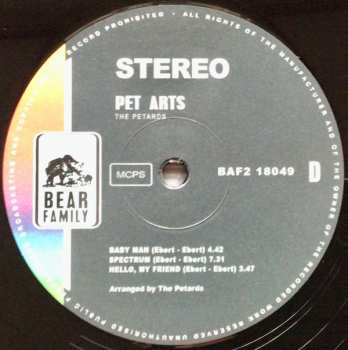 RECORD PROHIBITED - ALL RIGHTS OF THE MANUFACTURER AND OF THE OWNER OF THE RECORDED WORK RESERVED UNAUTHORISED PUBLIC
BROADCASTING AND
STEREO
PET ARTS
THE PETARDS
MCPS
BAF2 18049
D
BEAR
FAMILY
BABY MAN (Ebert - Ebert) 4.42
SPECTRUM (Ebert - Ebert) 7.31
HELLO, MY FRIEND (Ebert - Ebert) 3.47
Arranged by The Petards